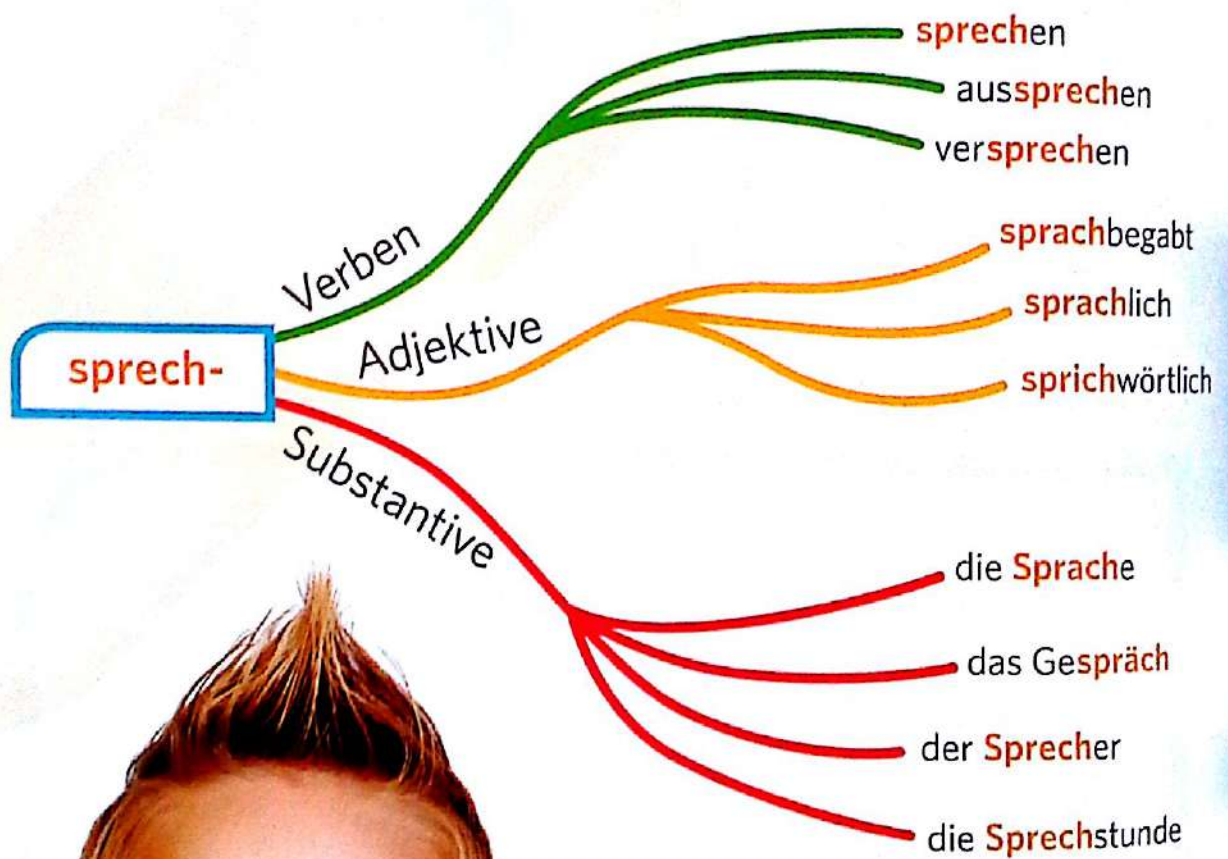 sprech-
Verben
sprechen
aussprechen
versprechen
Adjektive
sprachbegabt
sprachlich
sprichwörtlich
Substantive
die Sprache
das Gespräch
der Sprecher
die Sprechstunde